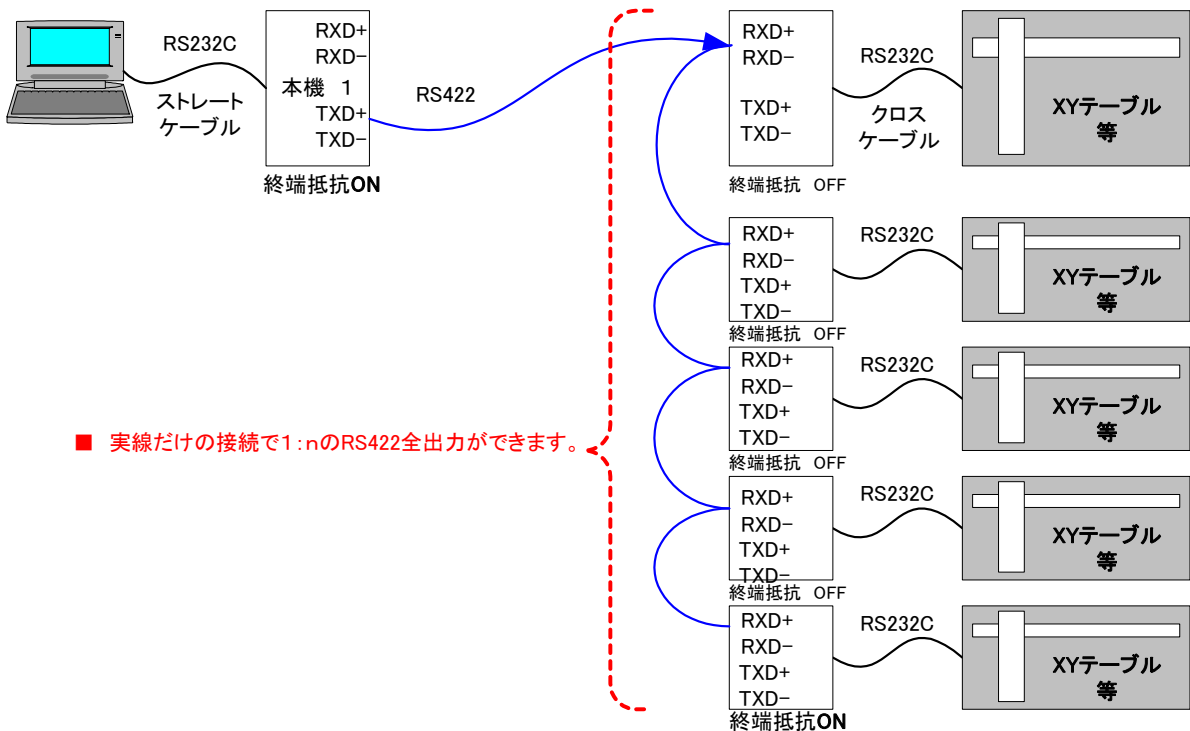 RS232C
ストレート
ケーブル
RXD+
RXD-
本機 1
TXD+
TXD-
終端抵抗ON
RS422
RXD+
RXD-
TXD+
TXD-
終端抵抗 OFF
RS232C
クロス
ケーブル
XYテーブル
等
RXD+
RXD-
TXD+
TXD-
終端抵抗 OFF
RS232C
XYテーブル
等
RXD+
RXD-
TXD+
TXD-
終端抵抗 OFF
RS232C
XYテーブル
等
■ 実線だけの接続で1:nのRS422全出力ができます。
RXD+
RXD-
TXD+
TXD-
終端抵抗 OFF
RS232C
XYテーブル
等
RXD+
RXD-
TXD+
TXD-
終端抵抗ON
RS232C
XYテーブル
等